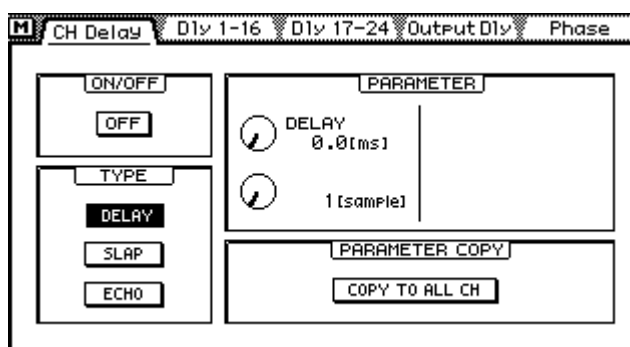 M CH Delay Dly 1-16 Dly 17-24 Output Dly Phase
ON/OFF
OFF
TYPE
DELAY
SLAP
ECHO
PARAMETER
DELAY
0.0[ms]
1[sample]
PARAMETER COPY
COPY TO ALL CH